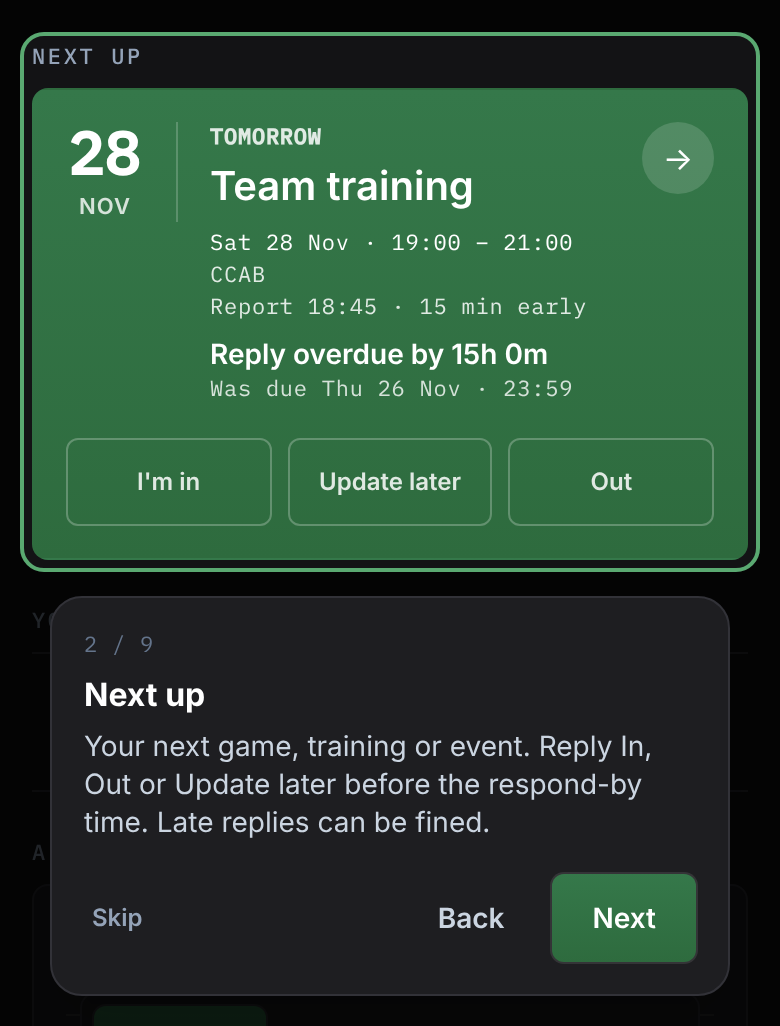 NEXT UP
28
NOV
TOMORROW
→
Team training
Sat 28 Nov · 19:00 – 21:00
CCAB
Report 18:45 · 15 min early
Reply overdue by 15h 0m
Was due Thu 26 Nov · 23:59
I'm in
Update later
Out
2 / 9
Next up
Your next game, training or event. Reply In,
Out or Update later before the respond-by
time. Late replies can be fined.
Skip
Back
Next